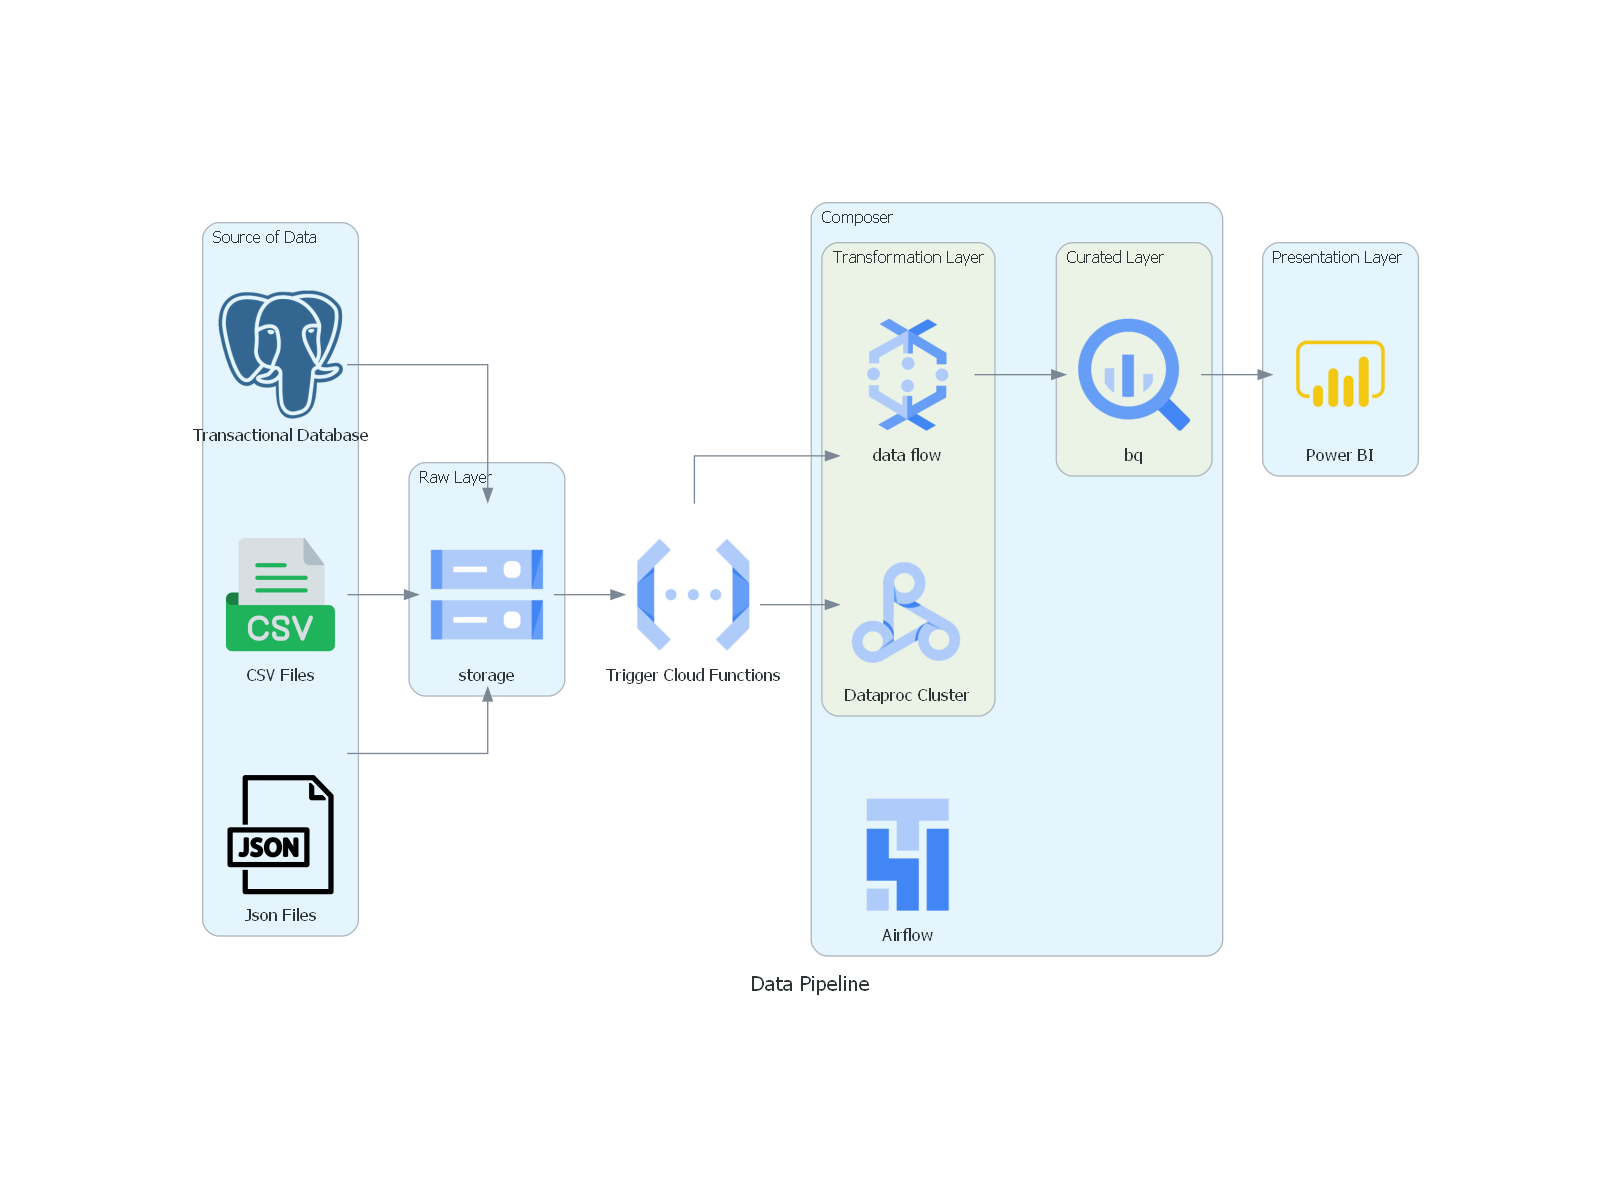 Source of Data
Transactional Database
CSV
CSV Files
JSON
Json Files
Raw Layer
storage
Trigger Cloud Functions
Composer
Transformation Layer
data flow
Dataproc Cluster
Airflow
Curated Layer
bq
Presentation Layer
Power BI
Data Pipeline